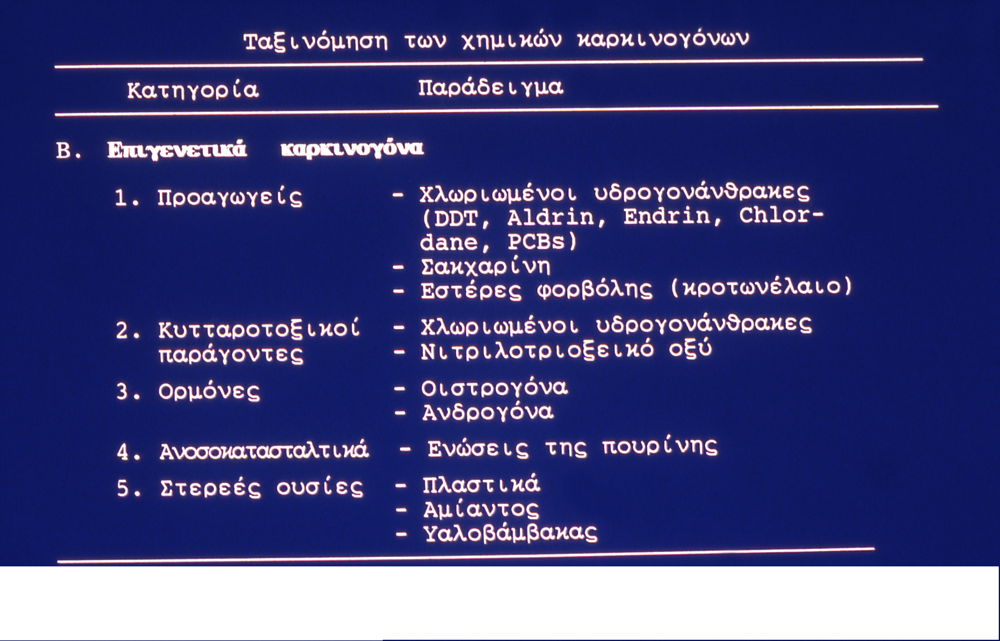 Ταξινόμηση των χημικών καρκινογόνων
Κατηγορία Παράδειγμα
Β. Επιγενετικά καρκινογόνα
1. Προαγωγείς - Χλωριωμένοι υδρογονάνθρακες
(DDT, Aldrin, Endrin, Chlor-
dane, PCBs)
- Σακχαρίνη
- Εστέρες φορβόλης (κροτωνέλαιο)
2. Κυτταροτοξικοί - Χλωριωμένοι υδρογονάνθρακες
παράγοντες - Νιτριλοτριοξεικό οξύ
3. Ορμόνες - Οιστρογόνα
- Ανδρογόνα
4. Ανοσοκατασταλτικά - Ενώσεις της πουρίνης
5. Στερεές ουσίες - Πλαστικά
- Αμίαντος
- Υαλοβάμβακας